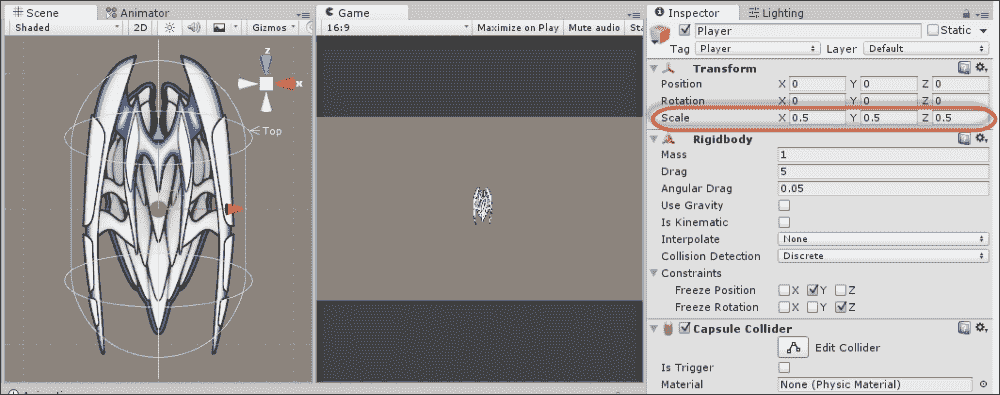 Scene
Animator
Shaded
2D
Gizmos
z
x
Top
Game
16:9
Maximize on Play
Mute audio
Sta
Inspector
Lighting
Player
Static
Tag Player
Layer Default
Transform
Position X 0 Y 0 Z 0
Rotation X 0 Y 0 Z 0
Scale X 0.5 Y 0.5 Z 0.5
Rigidbody
Mass 1
Drag 5
Angular Drag 0.05
Use Gravity
Is Kinematic
Interpolate None
Collision Detection Discrete
Constraints
Freeze Position X Y Z
Freeze Rotation X Y Z
Capsule Collider
Edit Collider
Is Trigger
Material None (Physic Material)